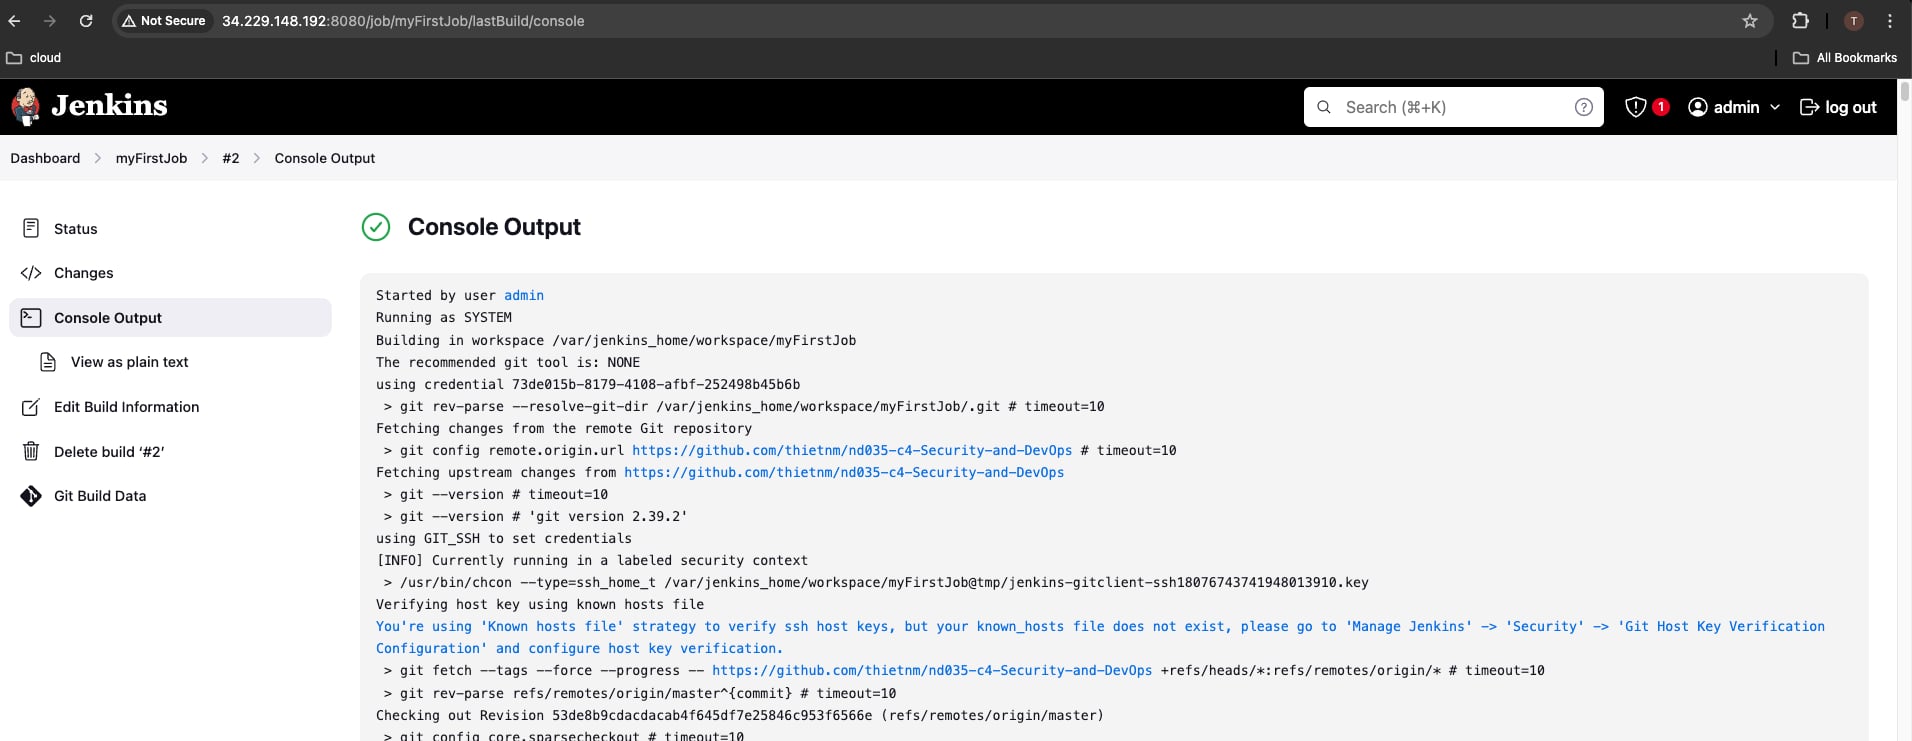 Not Secure 34.229.148.192:8080/job/myFirstJob/lastBuild/console T
cloud All Bookmarks
Jenkins Search (⌘+K) ? 1 admin log out
Dashboard > myFirstJob > #2 > Console Output
Status
Changes
Console Output
View as plain text
Edit Build Information
Delete build ‘#2’
Git Build Data
Console Output
Started by user admin
Running as SYSTEM
Building in workspace /var/jenkins_home/workspace/myFirstJob
The recommended git tool is: NONE
using credential 73de015b-8179-4108-afbf-252498b45b6b
> git rev-parse --resolve-git-dir /var/jenkins_home/workspace/myFirstJob/.git # timeout=10
Fetching changes from the remote Git repository
> git config remote.origin.url https://github.com/thietnm/nd035-c4-Security-and-DevOps # timeout=10
Fetching upstream changes from https://github.com/thietnm/nd035-c4-Security-and-DevOps
> git --version # timeout=10
> git --version # 'git version 2.39.2'
using GIT_SSH to set credentials
[INFO] Currently running in a labeled security context
> /usr/bin/chcon --type=ssh_home_t /var/jenkins_home/workspace/myFirstJob@tmp/jenkins-gitclient-ssh18076743741948013910.key
Verifying host key using known hosts file
You're using 'Known hosts file' strategy to verify ssh host keys, but your known_hosts file does not exist, please go to 'Manage Jenkins' -> 'Security' -> 'Git Host Key Verification
Configuration' and configure host key verification.
> git fetch --tags --force --progress -- https://github.com/thietnm/nd035-c4-Security-and-DevOps +refs/heads/*:refs/remotes/origin/* # timeout=10
> git rev-parse refs/remotes/origin/master^{commit} # timeout=10
Checking out Revision 53de8b9cdacdacab4f645df7e25846c953f6566e (refs/remotes/origin/master)
> git config core.sparsecheckout # timeout=10